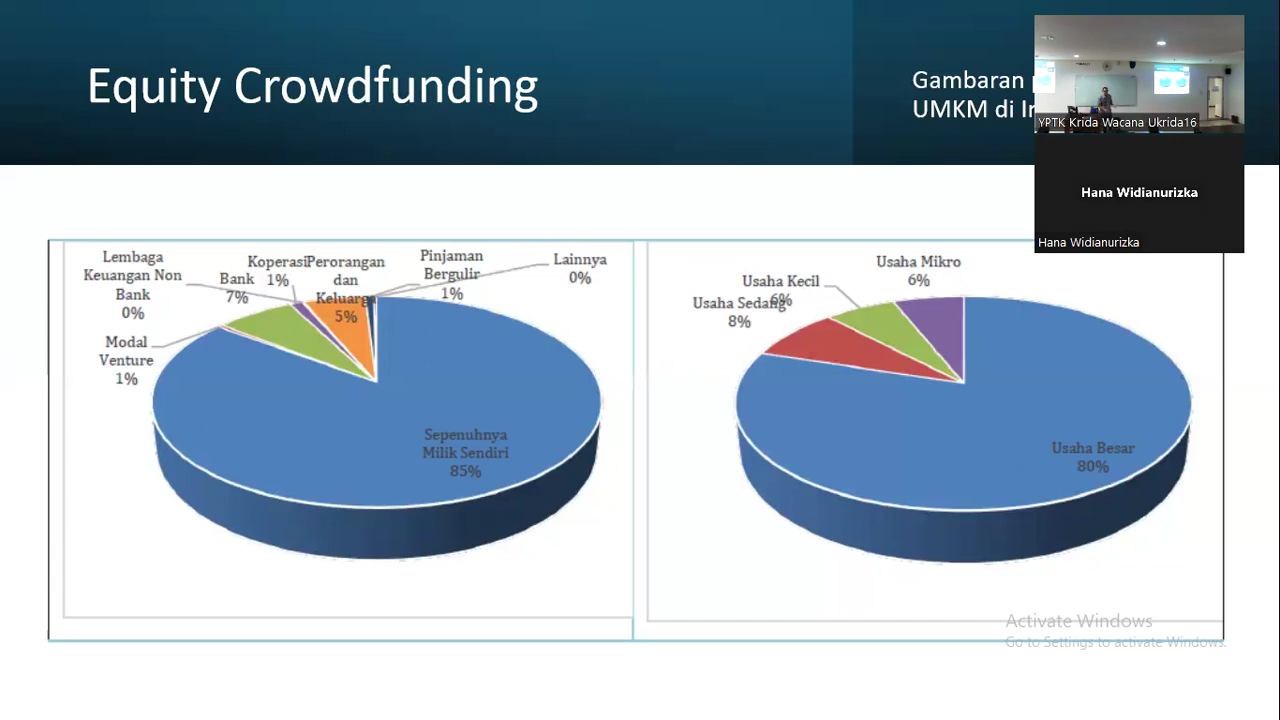 Equity Crowdfunding
Gambaran
UMKM di
YPTK Krida Wacana Ukrida16
Hana Widianurizka
Hana Widianurizka
Lembaga
Keuangan Non
Bank
0%
Modal
Venture
1%
Bank
7%
Koperasi
1%
Perorangan
dan
Keluarga
5%
Pinjaman
Bergulir
1%
Lainnya
0%
Sepenuhnya
Milik Sendiri
85%
Usaha Mikro
6%
Usaha Kecil
6%
Usaha Sedang
8%
Usaha Besar
80%
Activate Windows
Go to Settings to activate Windows.